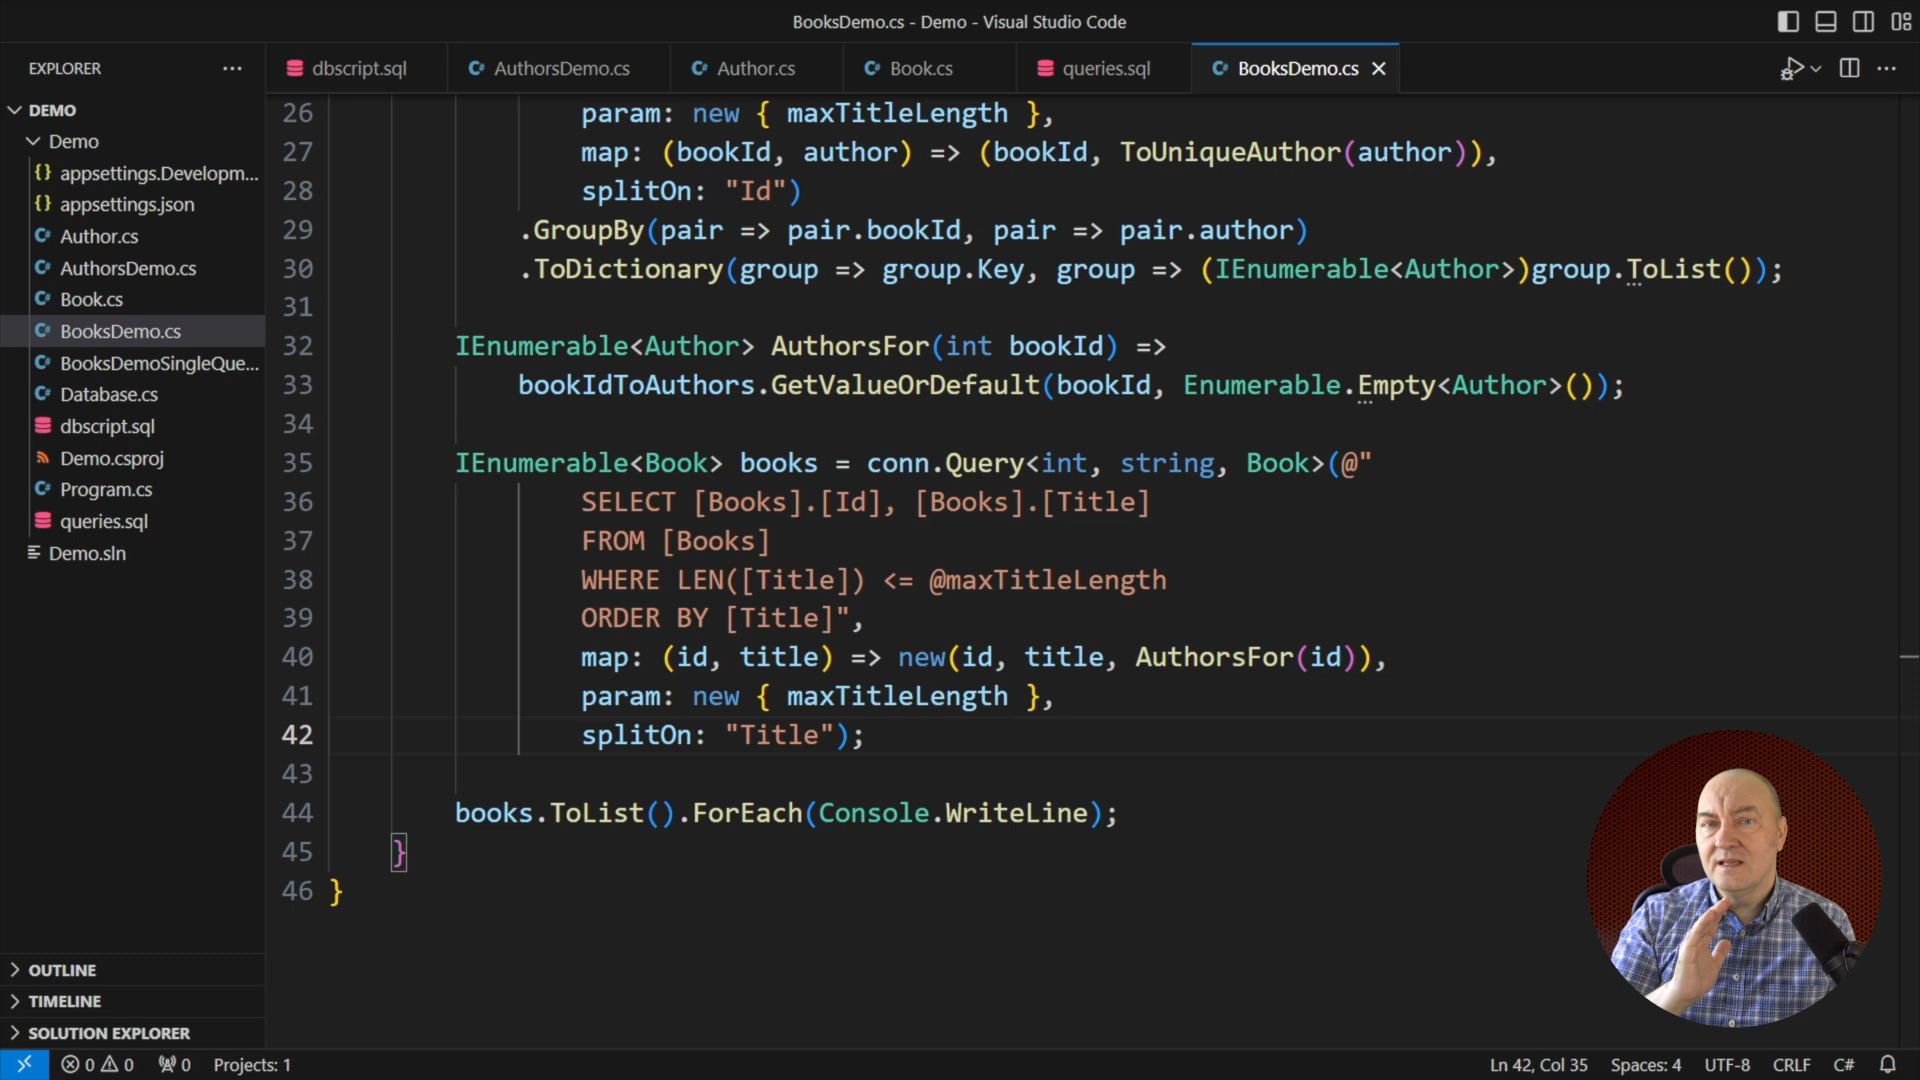 BooksDemo.cs - Demo - Visual Studio Code
EXPLORER
dbscript.sql
AuthorsDemo.cs
Author.cs
Book.cs
queries.sql
BooksDemo.cs
DEMO
Demo
appsettings.Developm...
appsettings.json
Author.cs
AuthorsDemo.cs
Book.cs
BooksDemo.cs
BooksDemoSingleQue...
Database.cs
dbscript.sql
Demo.csproj
Program.cs
queries.sql
Demo.sln
OUTLINE
TIMELINE
SOLUTION EXPLORER
26 param: new { maxTitleLength },
27 map: (bookId, author) => (bookId, ToUniqueAuthor(author)),
28 splitOn: "Id")
29 .GroupBy(pair => pair.bookId, pair => pair.author)
30 .ToDictionary(group => group.Key, group => (IEnumerable<Author>)group.ToList());
31
32 IEnumerable<Author> AuthorsFor(int bookId) =>
33 bookIdToAuthors.GetValueOrDefault(bookId, Enumerable.Empty<Author>());
34
35 IEnumerable<Book> books = conn.Query<int, string, Book>(@"
36 SELECT [Books].[Id], [Books].[Title]
37 FROM [Books]
38 WHERE LEN([Title]) <= @maxTitleLength
39 ORDER BY [Title]",
40 map: (id, title) => new(id, title, AuthorsFor(id)),
41 param: new { maxTitleLength },
42 splitOn: "Title");
43
44 books.ToList().ForEach(Console.WriteLine);
45 }
46 }
0 0 0 Projects: 1
Ln 42, Col 35 Spaces: 4 UTF-8 CRLF C#